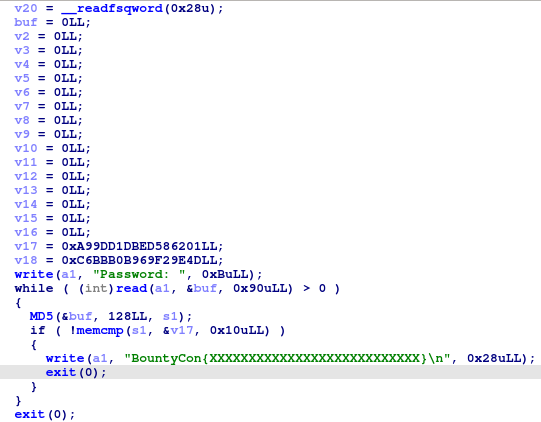 v20 = __readfsqword(0x28u);
buf = 0LL;
v2 = 0LL;
v3 = 0LL;
v4 = 0LL;
v5 = 0LL;
v6 = 0LL;
v7 = 0LL;
v8 = 0LL;
v9 = 0LL;
v10 = 0LL;
v11 = 0LL;
v12 = 0LL;
v13 = 0LL;
v14 = 0LL;
v15 = 0LL;
v16 = 0LL;
v17 = 0xA99DD1DBED586201LL;
v18 = 0xC6BBB0B969F29E4DLL;
write(a1, "Password: ", 0xBuLL);
while ( (int)read(a1, &buf, 0x90uLL) > 0 )
{
MD5(&buf, 128LL, s1);
if ( !memcmp(s1, &v17, 0x10uLL) )
{
write(a1, "BountyCon{XXXXXXXXXXXXXXXXXXXXXXXXXXX}\n", 0x28uLL);
exit(0);
}
}
exit(0);